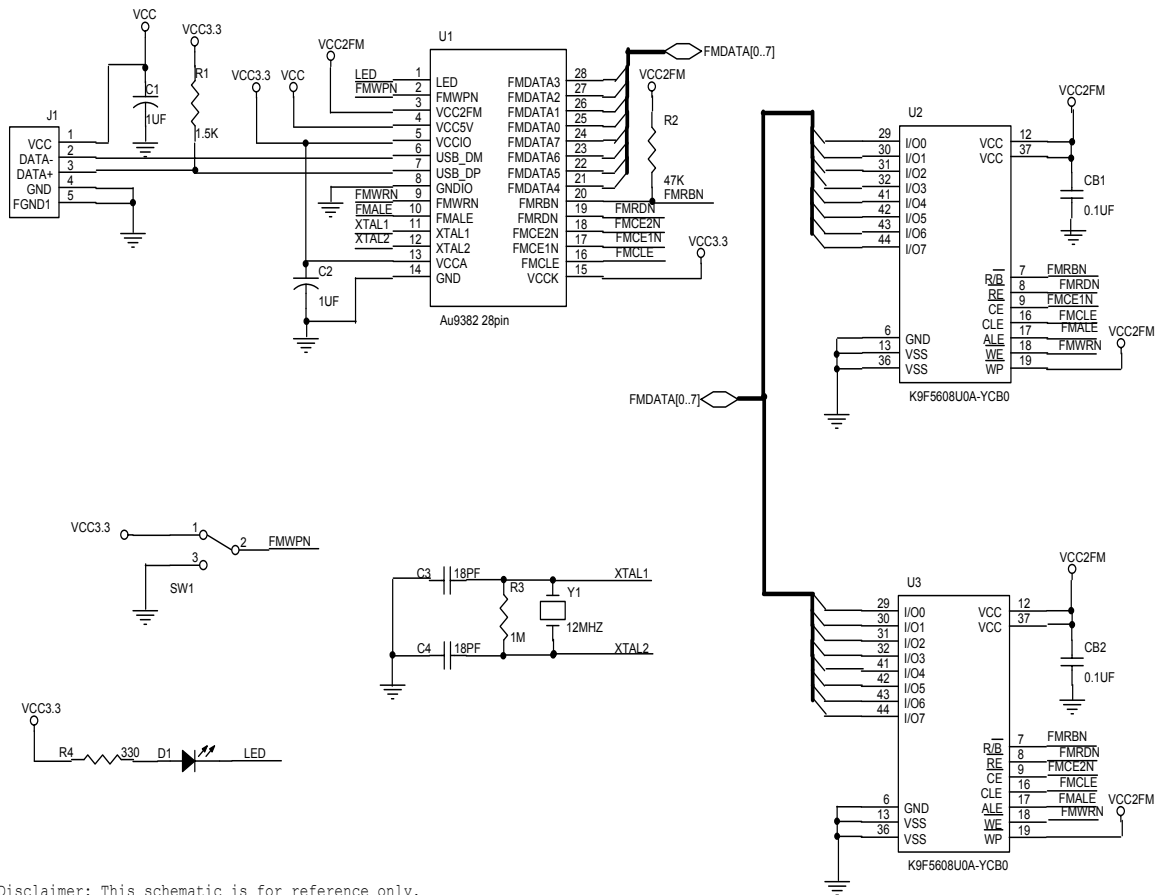 VCC
VCC3.3
R1
1.5K
C1
1UF
J1
VCC 1
DATA- 2
DATA+ 3
GND 4
FGND1 5
VCC2FM
VCC3.3
VCC
U1
LED 1 LED
FMWPN 2 FMWPN
3 VCC2FM
4 VCC5V
5 VCCIO
6 USB_DM
7 USB_DP
8 GNDIO
FMWRN 9 FMWRN
FMALE 10 FMALE
XTAL1 11 XTAL1
XTAL2 12 XTAL2
13 VCCA
14 GND
FMDATA3 28
FMDATA2 27
FMDATA1 26
FMDATA0 25
FMDATA7 24
FMDATA6 23
FMDATA5 22
FMDATA4 21
FMRBN 20 FMRBN
FMRDN 19 FMRDN
FMCE2N 18 FMCE2N
FMCE1N 17 FMCE1N
FMCLE 16 FMCLE
VCCK 15
Au9382 28pin
C2
1UF
FMDATA[0..7]
VCC2FM
R2
47K
VCC3.3
FMDATA[0..7]
U2
VCC2FM
29 I/O0
30 I/O1
31 I/O2
32 I/O3
41 I/O4
42 I/O5
43 I/O6
44 I/O7
VCC 12
VCC 37
CB1
0.1UF
R/B 7 FMRBN
RE 8 FMRDN
CE 9 FMCE1N
CLE 16 FMCLE
ALE 17 FMALE
WE 18 FMWRN
WP 19
VCC2FM
6 GND
13 VSS
36 VSS
K9F5608U0A-YCB0
VCC3.3
1
2
3
FMWPN
SW1
C3 18PF
R3
1M
Y1
12MHZ
XTAL1
C4 18PF
XTAL2
VCC3.3
R4 330 D1 LED
U3
VCC2FM
29 I/O0
30 I/O1
31 I/O2
32 I/O3
41 I/O4
42 I/O5
43 I/O6
44 I/O7
VCC 12
VCC 37
CB2
0.1UF
R/B 7 FMRBN
RE 8 FMRDN
CE 9 FMCE2N
CLE 16 FMCLE
ALE 17 FMALE
WE 18 FMWRN
WP 19
VCC2FM
6 GND
13 VSS
36 VSS
K9F5608U0A-YCB0
Disclaimer: This schematic is for reference only.